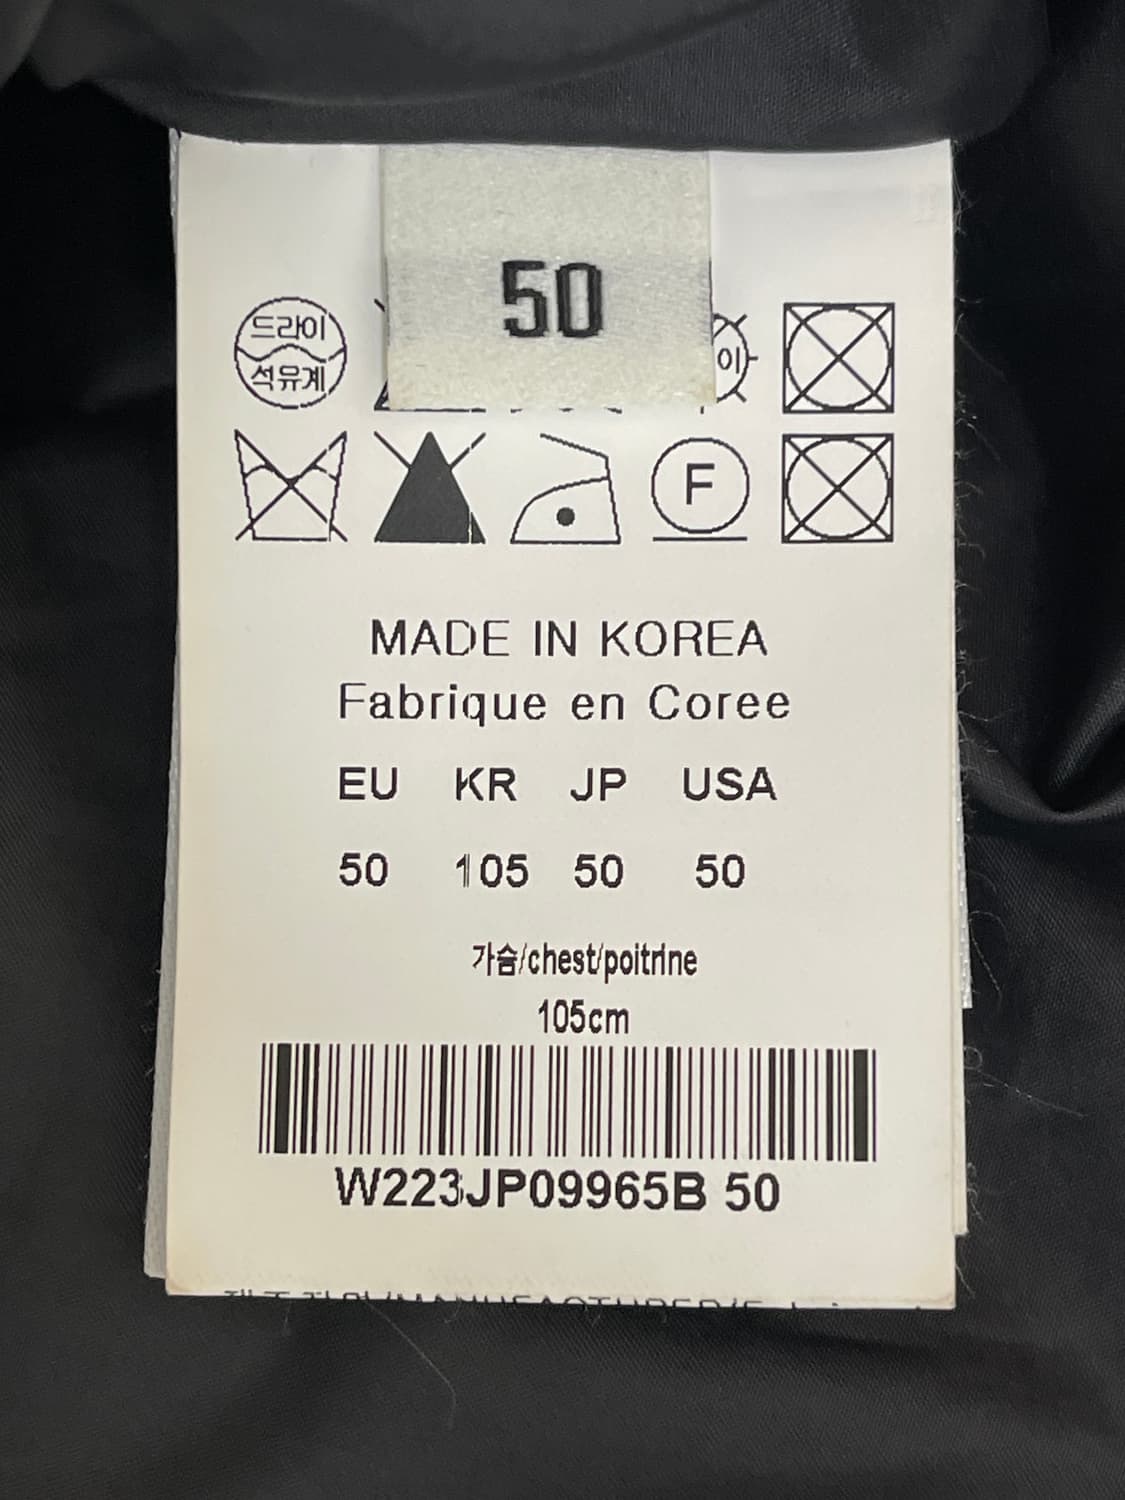 50
드라이
석유계
이
F
MADE IN KOREA
Fabrique en Coree
EU KR JP USA
50 105 50 50
가슴/chest/poitrine
105cm
W223JP09965B 50